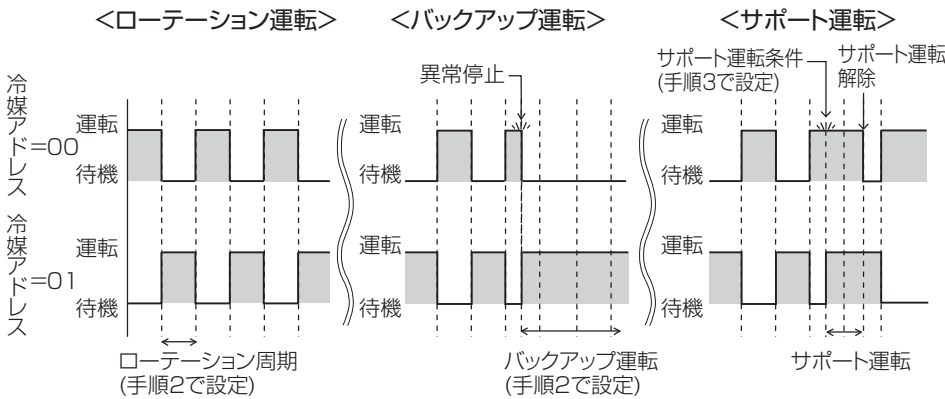 <ローテーション運転>
<バックアップ運転>
<サポート運転>
異常停止
サポート運転条件
(手順3で設定)
サポート運転
解除
冷媒アドレス=00
運転
待機
運転
待機
運転
待機
冷媒アドレス=01
運転
待機
運転
待機
運転
待機
ローテーション周期
(手順2で設定)
バックアップ運転
(手順2で設定)
サポート運転